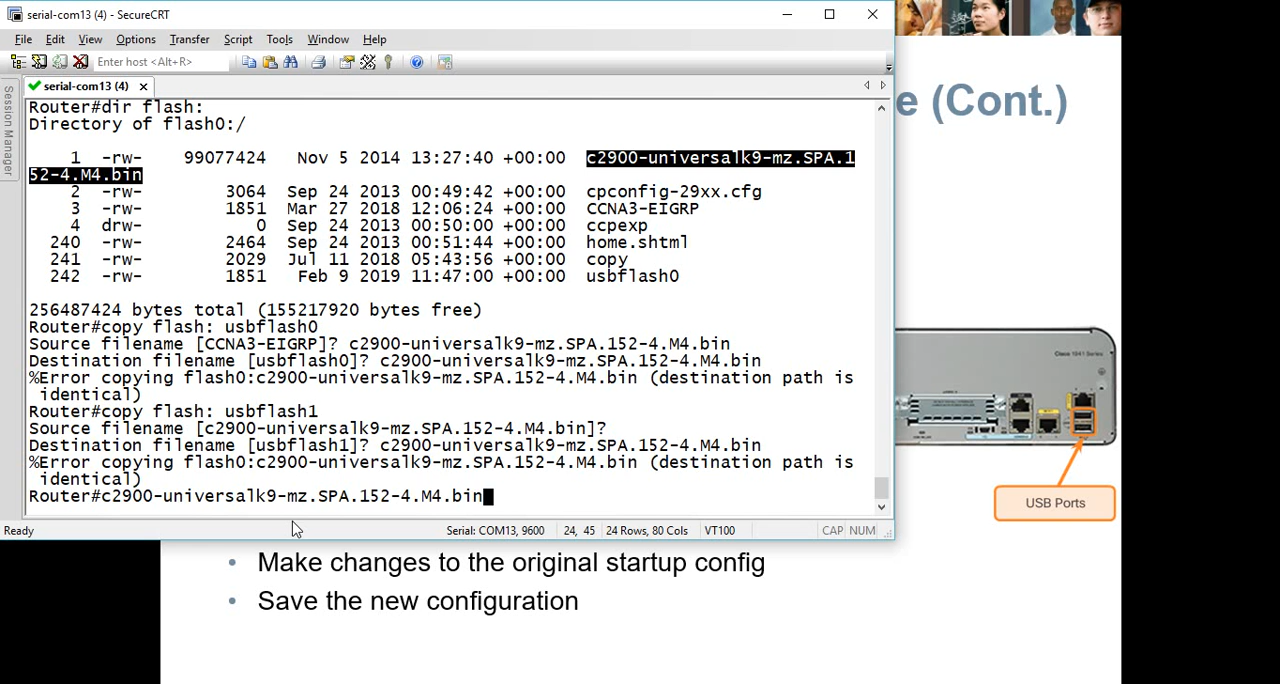 serial-com13 (4) - SecureCRT
File Edit View Options Transfer Script Tools Window Help
Enter host <Alt+R>
serial-com13 (4)
Session Manager
e (Cont.)
Router#dir flash:
Directory of flash0:/
1 -rw- 99077424 Nov 5 2014 13:27:40 +00:00 c2900-universalk9-mz.SPA.1
52-4.M4.bin
2 -rw- 3064 Sep 24 2013 00:49:42 +00:00 cpconfig-29xx.cfg
3 -rw- 1851 Mar 27 2018 12:06:24 +00:00 CCNA3-EIGRP
4 drw- 0 Sep 24 2013 00:50:00 +00:00 ccpexp
240 -rw- 2464 Sep 24 2013 00:51:44 +00:00 home.shtml
241 -rw- 2029 Jul 11 2018 05:43:56 +00:00 copy
242 -rw- 1851 Feb 9 2019 11:47:00 +00:00 usbflash0
256487424 bytes total (155217920 bytes free)
Router#copy flash: usbflash0
Source filename [CCNA3-EIGRP]? c2900-universalk9-mz.SPA.152-4.M4.bin
Destination filename [usbflash0]? c2900-universalk9-mz.SPA.152-4.M4.bin
%Error copying flash0:c2900-universalk9-mz.SPA.152-4.M4.bin (destination path is
identical)
Router#copy flash: usbflash1
Source filename [c2900-universalk9-mz.SPA.152-4.M4.bin]?
Destination filename [usbflash1]? c2900-universalk9-mz.SPA.152-4.M4.bin
%Error copying flash0:c2900-universalk9-mz.SPA.152-4.M4.bin (destination path is
identical)
Router#c2900-universalk9-mz.SPA.152-4.M4.bin
Ready Serial: COM13, 9600 24, 45 24 Rows, 80 Cols VT100 CAP NUM
Cisco 1941 Series
USB Ports
• Make changes to the original startup config
• Save the new configuration